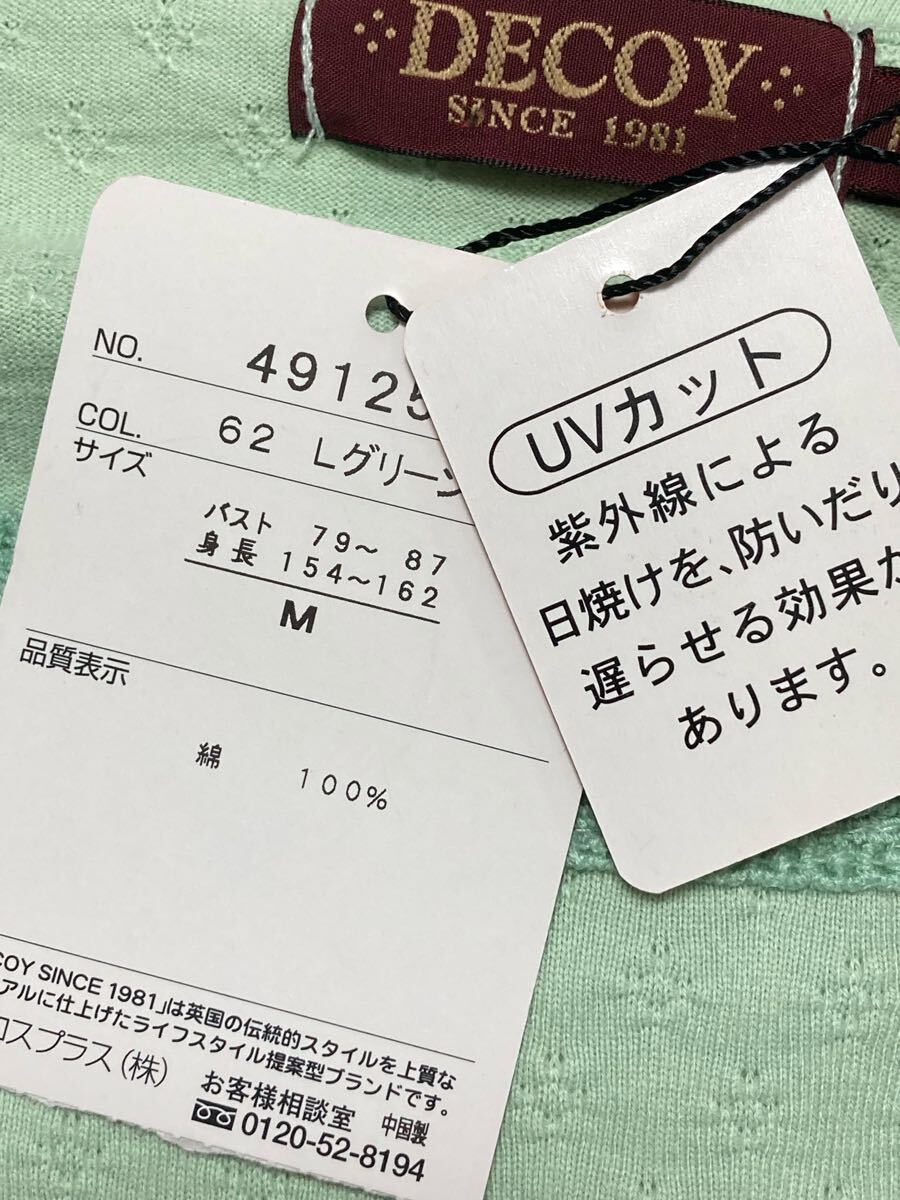 DECOY
SINCE 1981
NO. 49125
COL. 62 Lグリーン
サイズ
バスト 79～ 87
身長 154～162
M
品質表示
綿 100%
COY SINCE 1981」は英国の伝統的スタイルを上質な
アルに仕上げたライフスタイル提案型ブランドです。
ロスプラス(株)
お客様相談室 中国製
0120-52-8194
UVカット
紫外線による
日焼けを、防いだり
遅らせる効果が
あります。